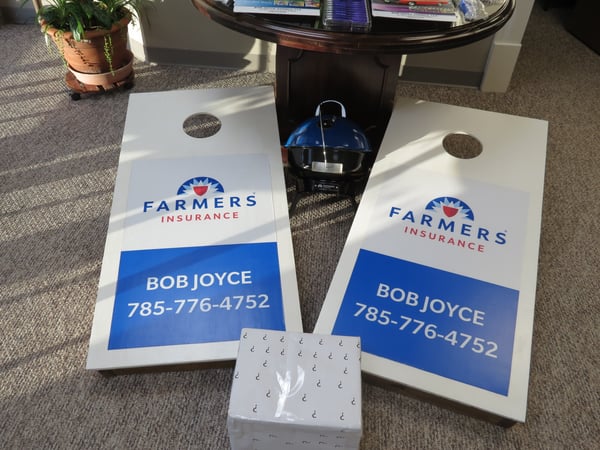 FARMERS
INSURANCE
BOB JOYCE
785-776-4752
FARMERS
INSURANCE
BOB JOYCE
785-776-4752